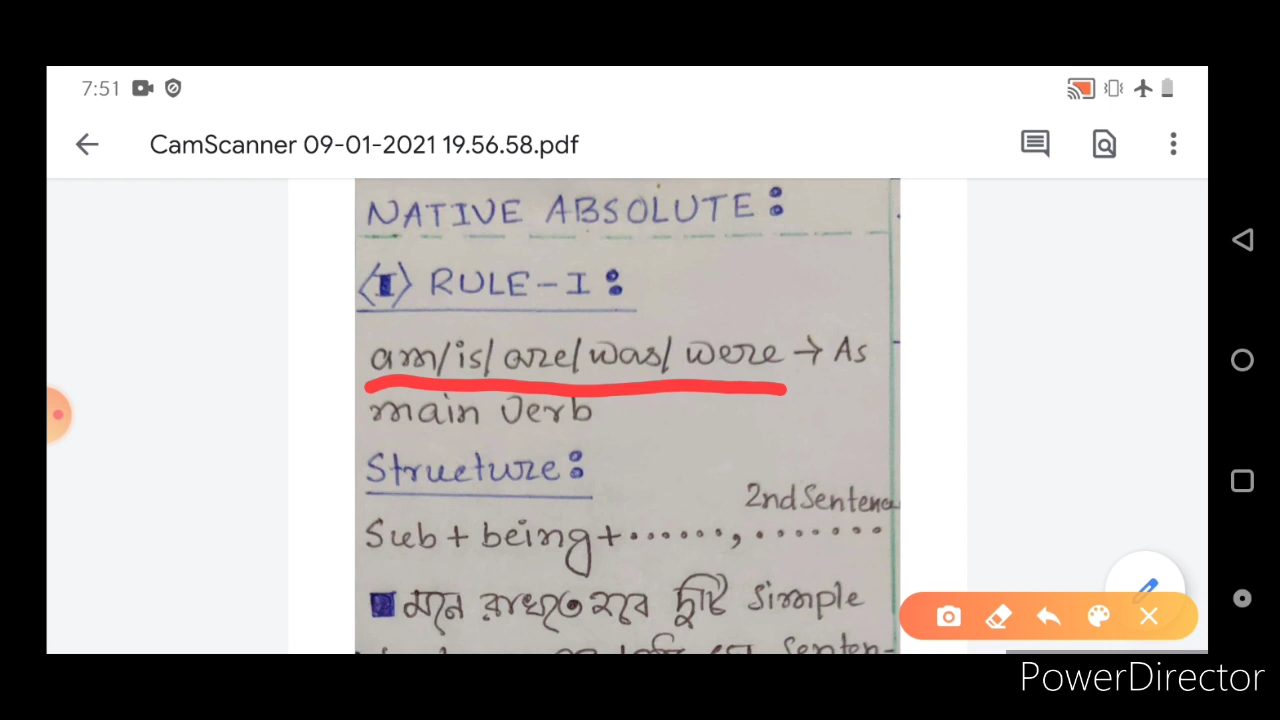 7:51
CamScanner 09-01-2021 19.56.58.pdf
NATIVE ABSOLUTE:
<I> RULE-I:
am/is/are/was/were → As
main verb
Structure:
2nd Sentence
Sub + being + ......, .......
■ মনে রাখতে হবে দুটি simple
Senten-
PowerDirector